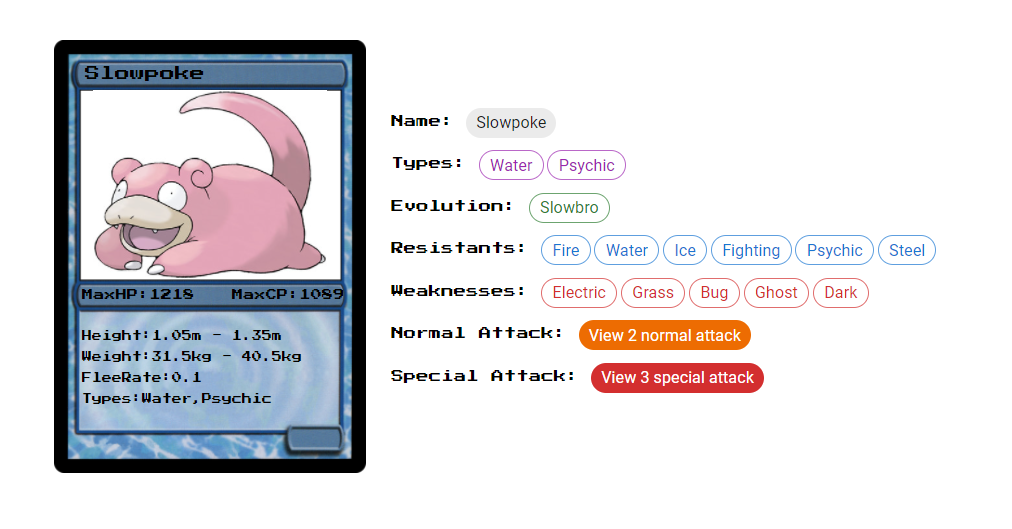 Slowpoke
MaxHP:1218 MaxCP:1089
Height:1.05m - 1.35m
Weight:31.5kg - 40.5kg
FleeRate:0.1
Types:Water,Psychic
Name: Slowpoke
Types: Water Psychic
Evolution: Slowbro
Resistants: Fire Water Ice Fighting Psychic Steel
Weaknesses: Electric Grass Bug Ghost Dark
Normal Attack: View 2 normal attack
Special Attack: View 3 special attack